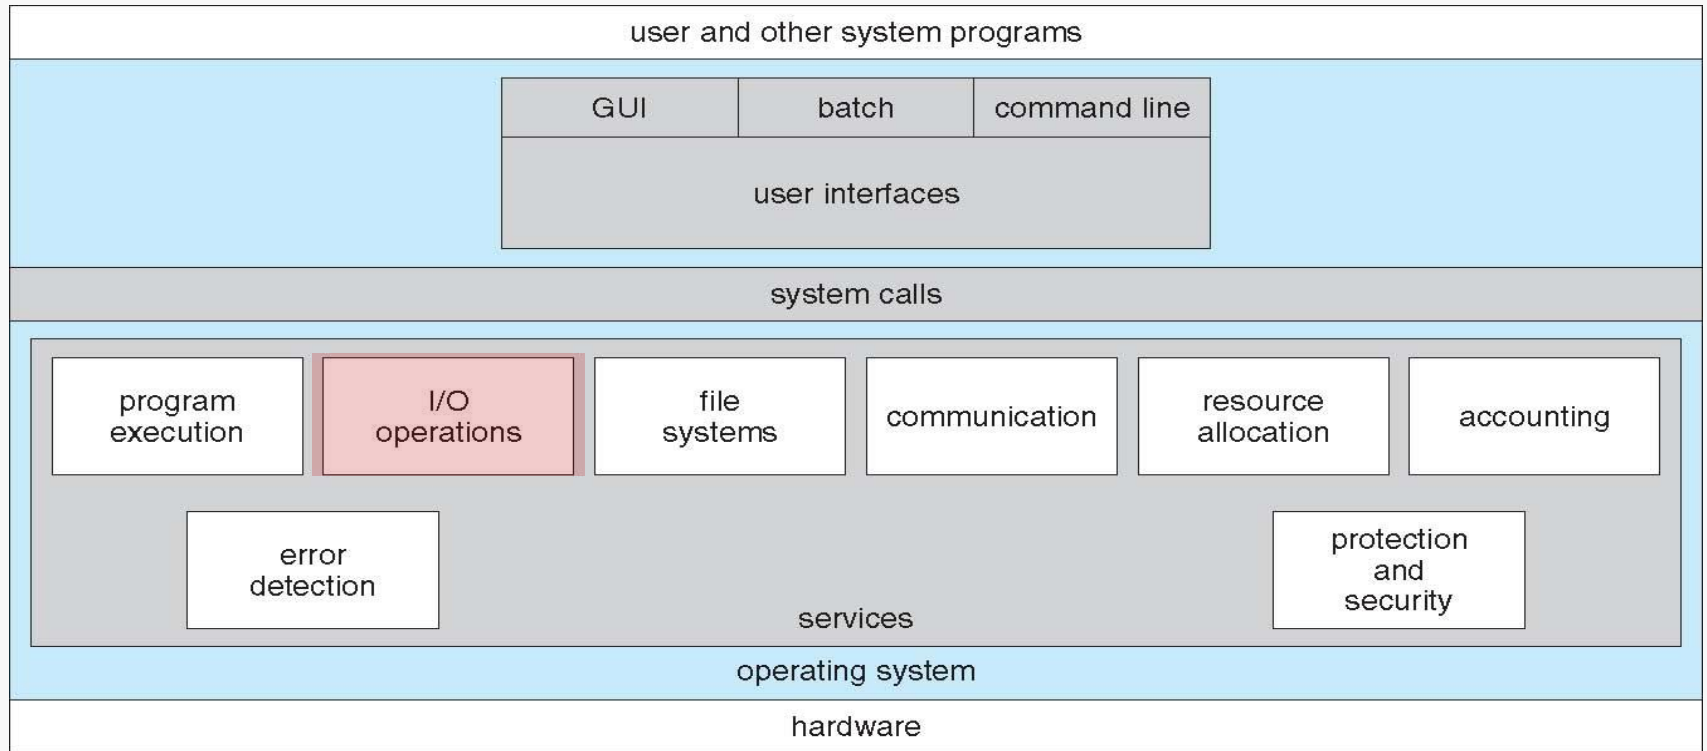 user and other system programs
GUI
batch
command line
user interfaces
system calls
program
execution
I/O
operations
file
systems
communication
resource
allocation
accounting
error
detection
protection
and
security
services
operating system
hardware